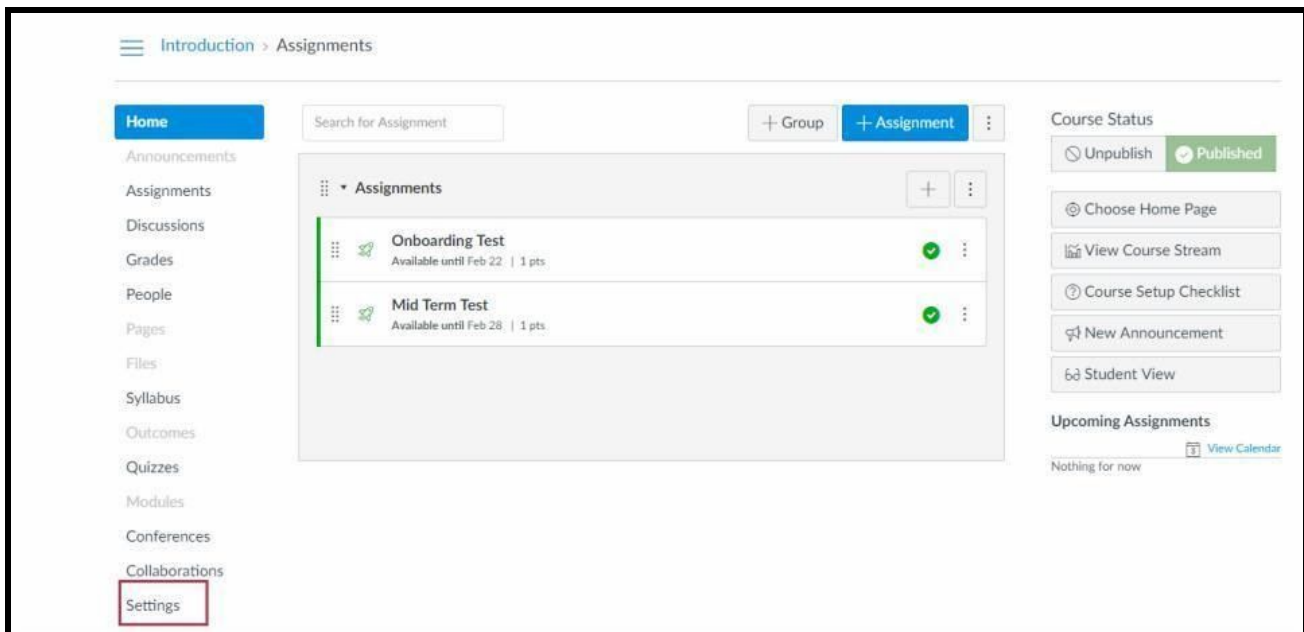 Introduction > Assignments
Home
Announcements
Assignments
Discussions
Grades
People
Pages
Files
Syllabus
Outcomes
Quizzes
Modules
Conferences
Collaborations
Settings
Search for Assignment
+ Group
+ Assignment
Assignments
Onboarding Test
Available until Feb 22 | 1 pts
Mid Term Test
Available until Feb 28 | 1 pts
Course Status
Unpublish
Published
Choose Home Page
View Course Stream
Course Setup Checklist
New Announcement
Student View
Upcoming Assignments
View Calendar
Nothing for now